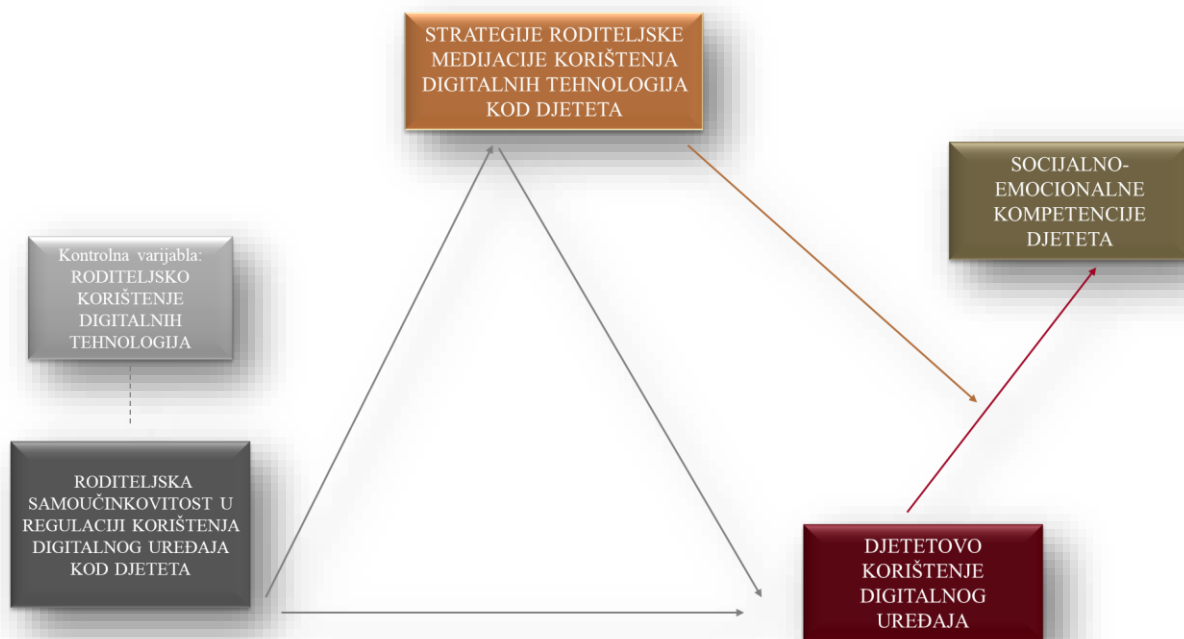 STRATEGIJE RODITELJSKE
MEDIJACIJE KORIŠTENJA
DIGITALNIH TEHNOLOGIJA
KOD DJETETA
SOCIJALNO-
EMOCIONALNE
KOMPETENCIJE
DJETETA
Kontrolna varijabla:
RODITELJSKO
KORIŠTENJE
DIGITALNIH
TEHNOLOGIJA
RODITELJSKA
SAMOUČINKOVITOST U
REGULACIJI KORIŠTENJA
DIGITALNOG UREĐAJA
KOD DJETETA
DJETETOVO
KORIŠTENJE
DIGITALNOG
UREĐAJA